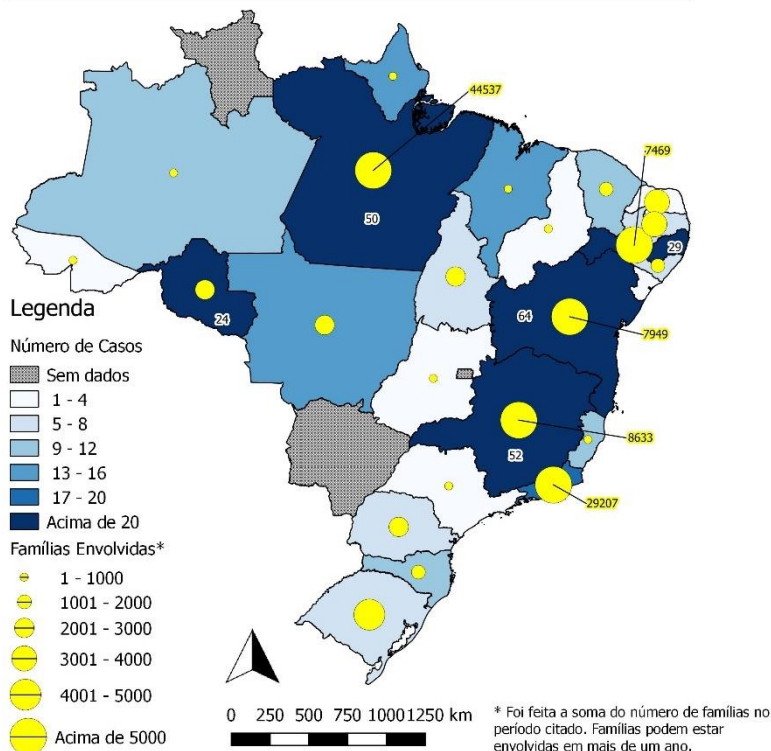 44537
7469
50
29
24
64
7949
8633
52
29207
Legenda
Número de Casos
Sem dados
1 - 4
5 - 8
9 - 12
13 - 16
17 - 20
Acima de 20
Famílias Envolvidas*
1 - 1000
1001 - 2000
2001 - 3000
3001 - 4000
4001 - 5000
Acima de 5000
0 250 500 750 1000 1250 km
* Foi feita a soma do número de famílias no
período citado. Famílias podem estar
envolvidas em mais de um ano.